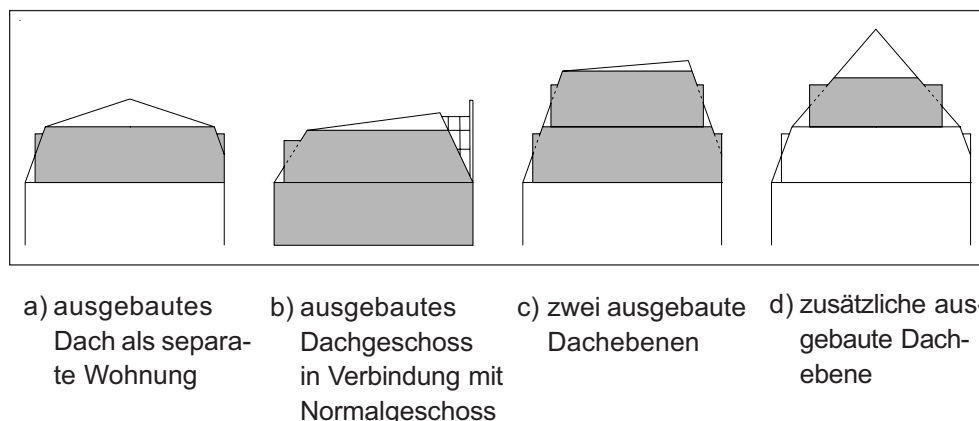 a) ausgebautes
Dach als separa-
te Wohnung
b) ausgebautes
Dachgeschoss
in Verbindung mit
Normalgeschoss
c) zwei ausgebaute
Dachebenen
d) zusätzliche aus-
gebaute Dach-
ebene